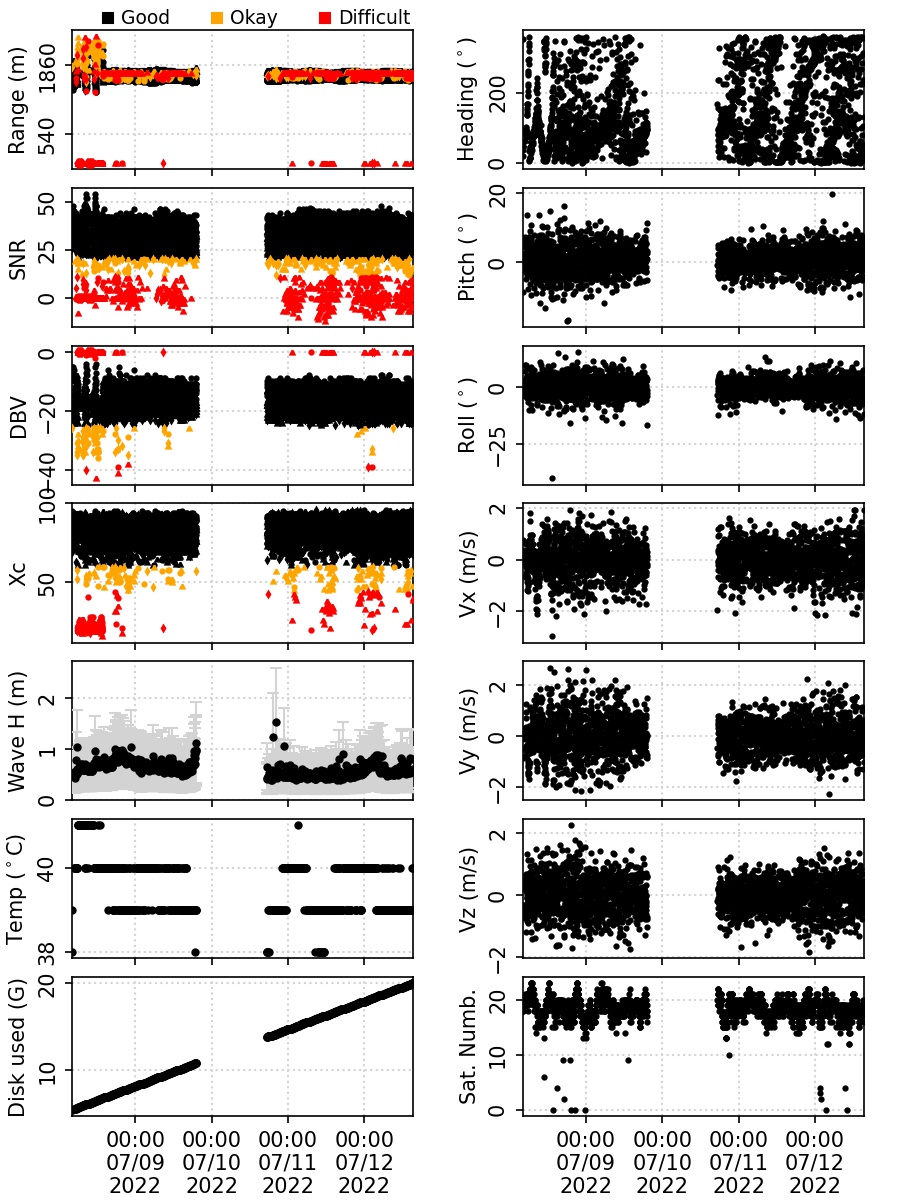 Good Okay Difficult
Range (m)
1860
540
Heading (°)
200
0
SNR
50
25
0
Pitch (°)
20
0
DBV
0
−20
−40
Roll (°)
0
−25
Xc
100
50
Vx (m/s)
2
0
−2
Wave H (m)
2
1
0
Vy (m/s)
2
0
−2
Temp (°C)
40
38
Vz (m/s)
2
0
−2
Disk used (G)
20
10
Sat. Numb.
20
10
0
00:00 00:00 00:00 00:00
07/09 07/10 07/11 07/12
2022 2022 2022 2022
00:00 00:00 00:00 00:00
07/09 07/10 07/11 07/12
2022 2022 2022 2022